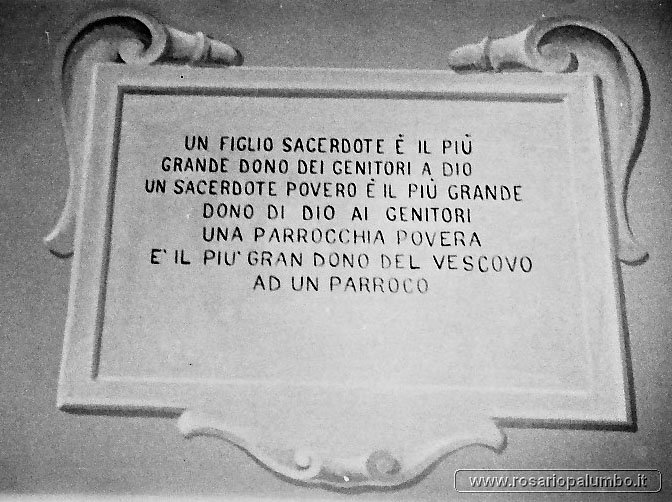 UN FIGLIO SACERDOTE È IL PIÙ
GRANDE DONO DEI GENITORI A DIO
UN SACERDOTE POVERO È IL PIÙ GRANDE
DONO DI DIO AI GENITORI
UNA PARROCCHIA POVERA
E' IL PIU' GRAN DONO DEL VESCOVO
AD UN PARROCO
www.rosariopalumbo.it